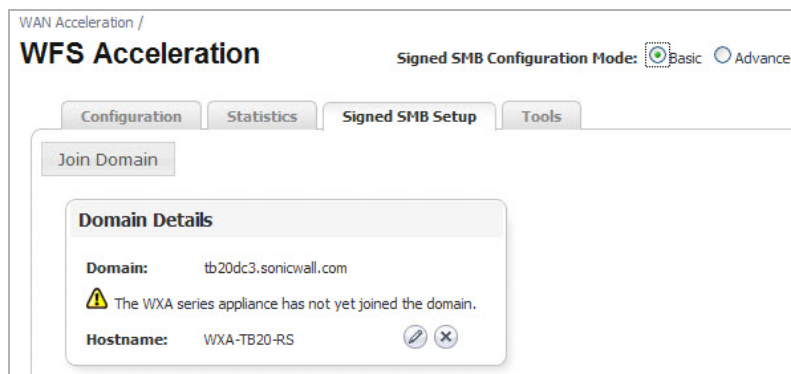 WAN Acceleration /
WFS Acceleration
Signed SMB Configuration Mode: Basic Advance
Configuration Statistics Signed SMB Setup Tools
Join Domain
Domain Details
Domain: tb20dc3.sonicwall.com
The WXA series appliance has not yet joined the domain.
Hostname: WXA-TB20-RS